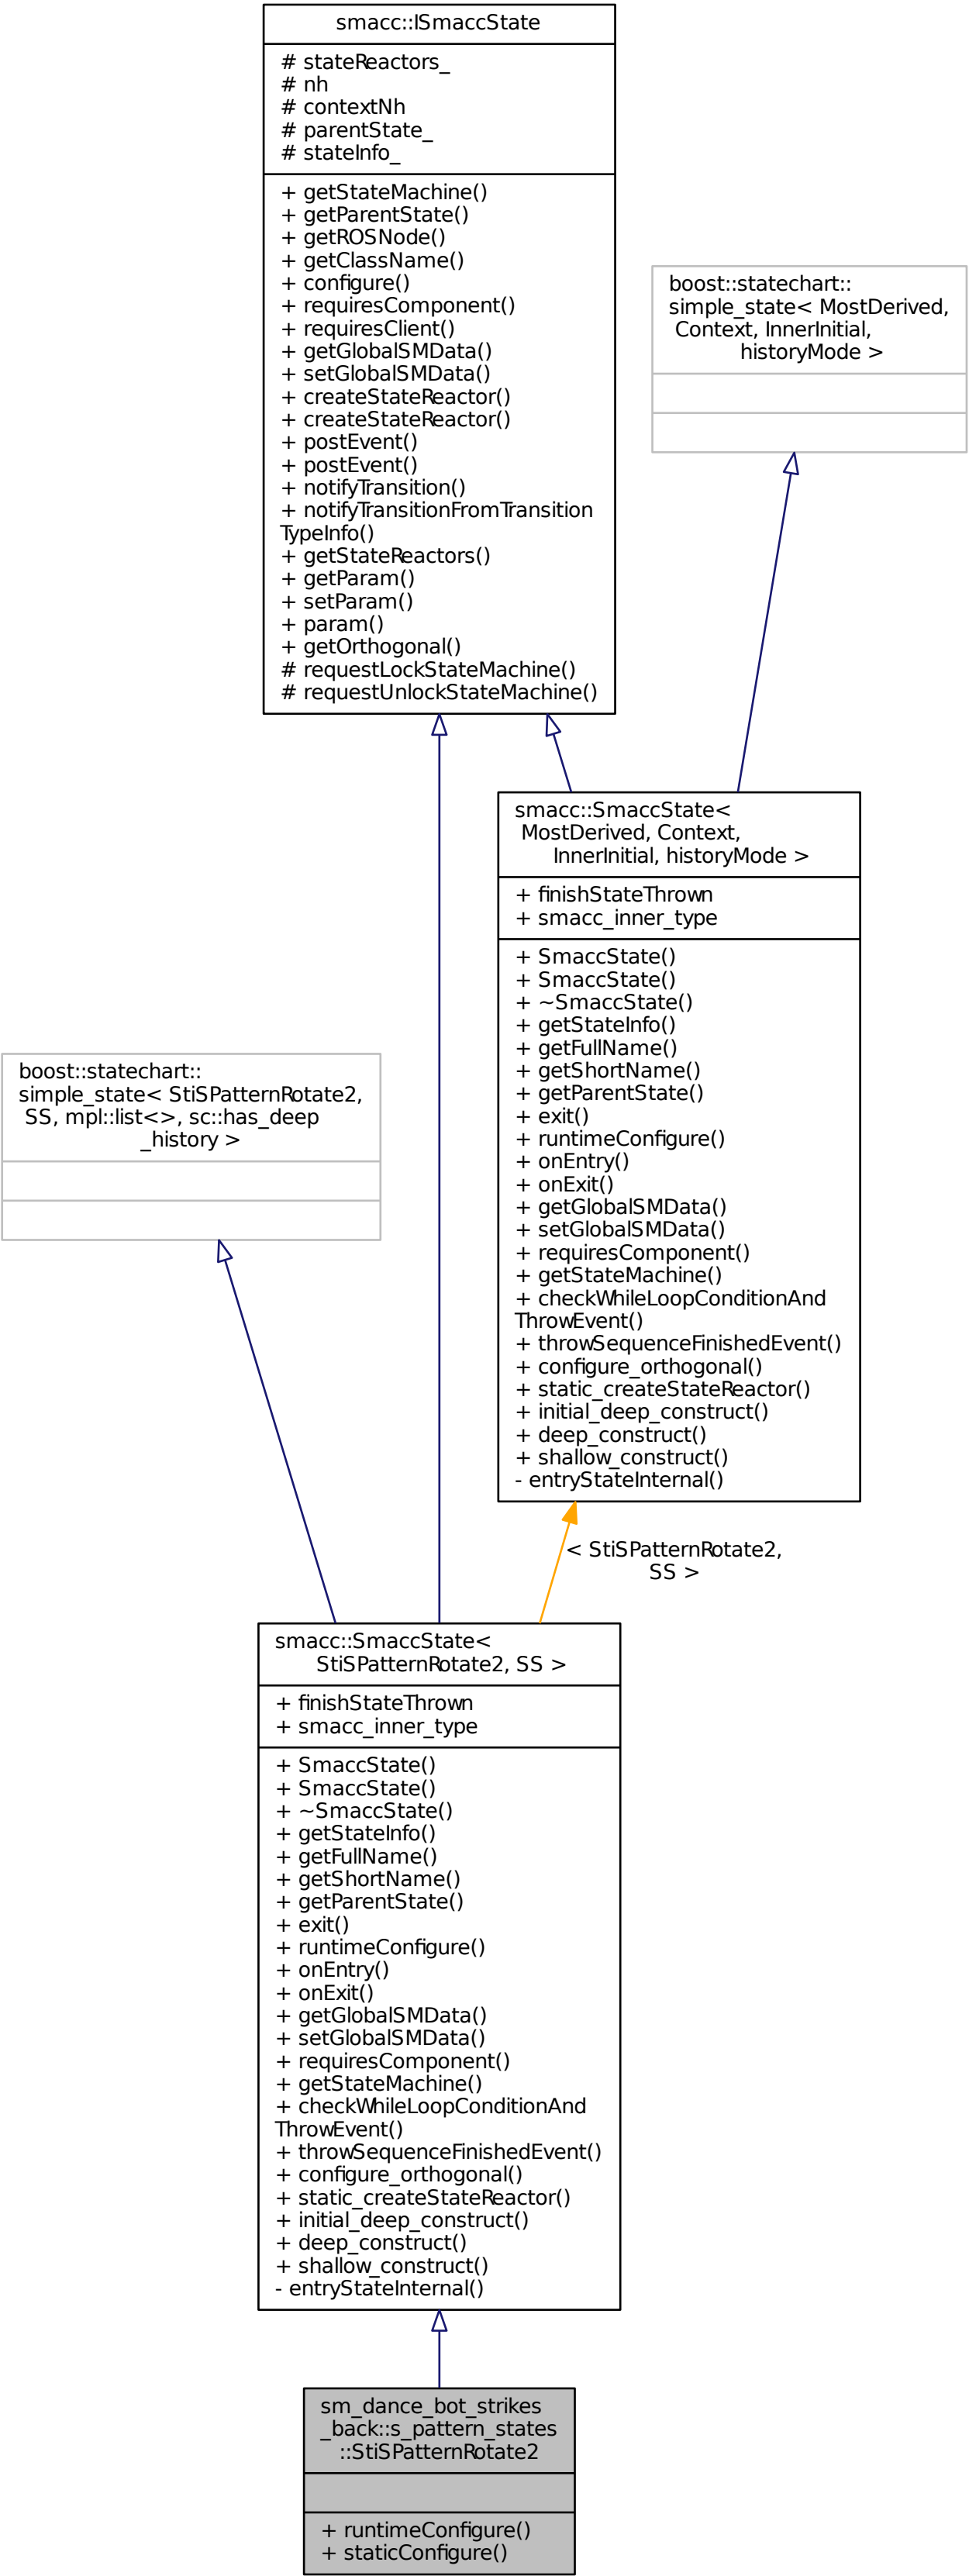 smacc::ISmaccState
# stateReactors_
# nh
# contextNh
# parentState_
# stateInfo_
+ getStateMachine()
+ getParentState()
+ getROSNode()
+ getClassName()
+ configure()
+ requiresComponent()
+ requiresClient()
+ getGlobalSMData()
+ setGlobalSMData()
+ createStateReactor()
+ createStateReactor()
+ postEvent()
+ postEvent()
+ notifyTransition()
+ notifyTransitionFromTransition
TypeInfo()
+ getStateReactors()
+ getParam()
+ setParam()
+ param()
+ getOrthogonal()
# requestLockStateMachine()
# requestUnlockStateMachine()
boost::statechart::
simple_state< MostDerived,
Context, InnerInitial,
historyMode >
smacc::SmaccState<
MostDerived, Context,
InnerInitial, historyMode >
+ finishStateThrown
+ smacc_inner_type
+ SmaccState()
+ SmaccState()
+ ~SmaccState()
+ getStateInfo()
+ getFullName()
+ getShortName()
+ getParentState()
+ exit()
+ runtimeConfigure()
+ onEntry()
+ onExit()
+ getGlobalSMData()
+ setGlobalSMData()
+ requiresComponent()
+ getStateMachine()
+ checkWhileLoopConditionAnd
ThrowEvent()
+ throwSequenceFinishedEvent()
+ configure_orthogonal()
+ static_createStateReactor()
+ initial_deep_construct()
+ deep_construct()
+ shallow_construct()
- entryStateInternal()
boost::statechart::
simple_state< StiSPatternRotate2,
SS, mpl::list<>, sc::has_deep
_history >
< StiSPatternRotate2,
SS >
smacc::SmaccState<
StiSPatternRotate2, SS >
+ finishStateThrown
+ smacc_inner_type
+ SmaccState()
+ SmaccState()
+ ~SmaccState()
+ getStateInfo()
+ getFullName()
+ getShortName()
+ getParentState()
+ exit()
+ runtimeConfigure()
+ onEntry()
+ onExit()
+ getGlobalSMData()
+ setGlobalSMData()
+ requiresComponent()
+ getStateMachine()
+ checkWhileLoopConditionAnd
ThrowEvent()
+ throwSequenceFinishedEvent()
+ configure_orthogonal()
+ static_createStateReactor()
+ initial_deep_construct()
+ deep_construct()
+ shallow_construct()
- entryStateInternal()
sm_dance_bot_strikes
_back::s_pattern_states
::StiSPatternRotate2
+ runtimeConfigure()
+ staticConfigure()